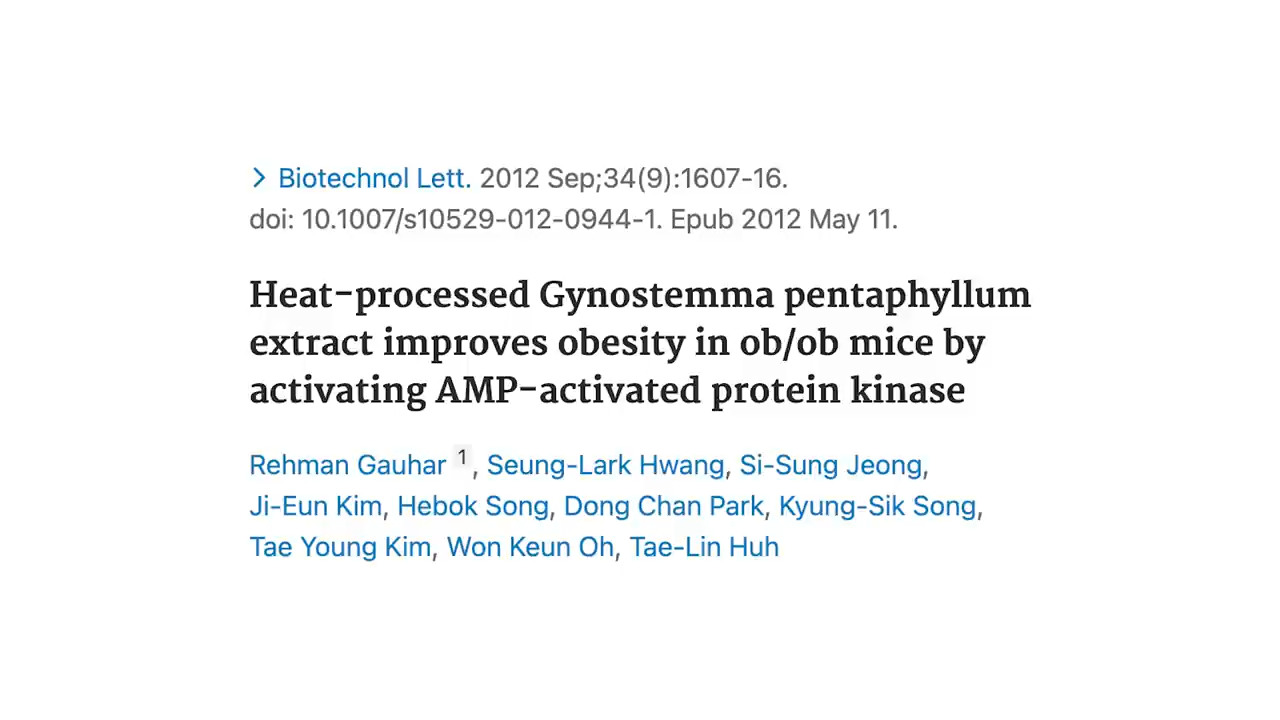 > Biotechnol Lett. 2012 Sep;34(9):1607-16.
doi: 10.1007/s10529-012-0944-1. Epub 2012 May 11.
Heat-processed Gynostemma pentaphyllum
extract improves obesity in ob/ob mice by
activating AMP-activated protein kinase
Rehman Gauhar 1, Seung-Lark Hwang, Si-Sung Jeong,
Ji-Eun Kim, Hebok Song, Dong Chan Park, Kyung-Sik Song,
Tae Young Kim, Won Keun Oh, Tae-Lin Huh